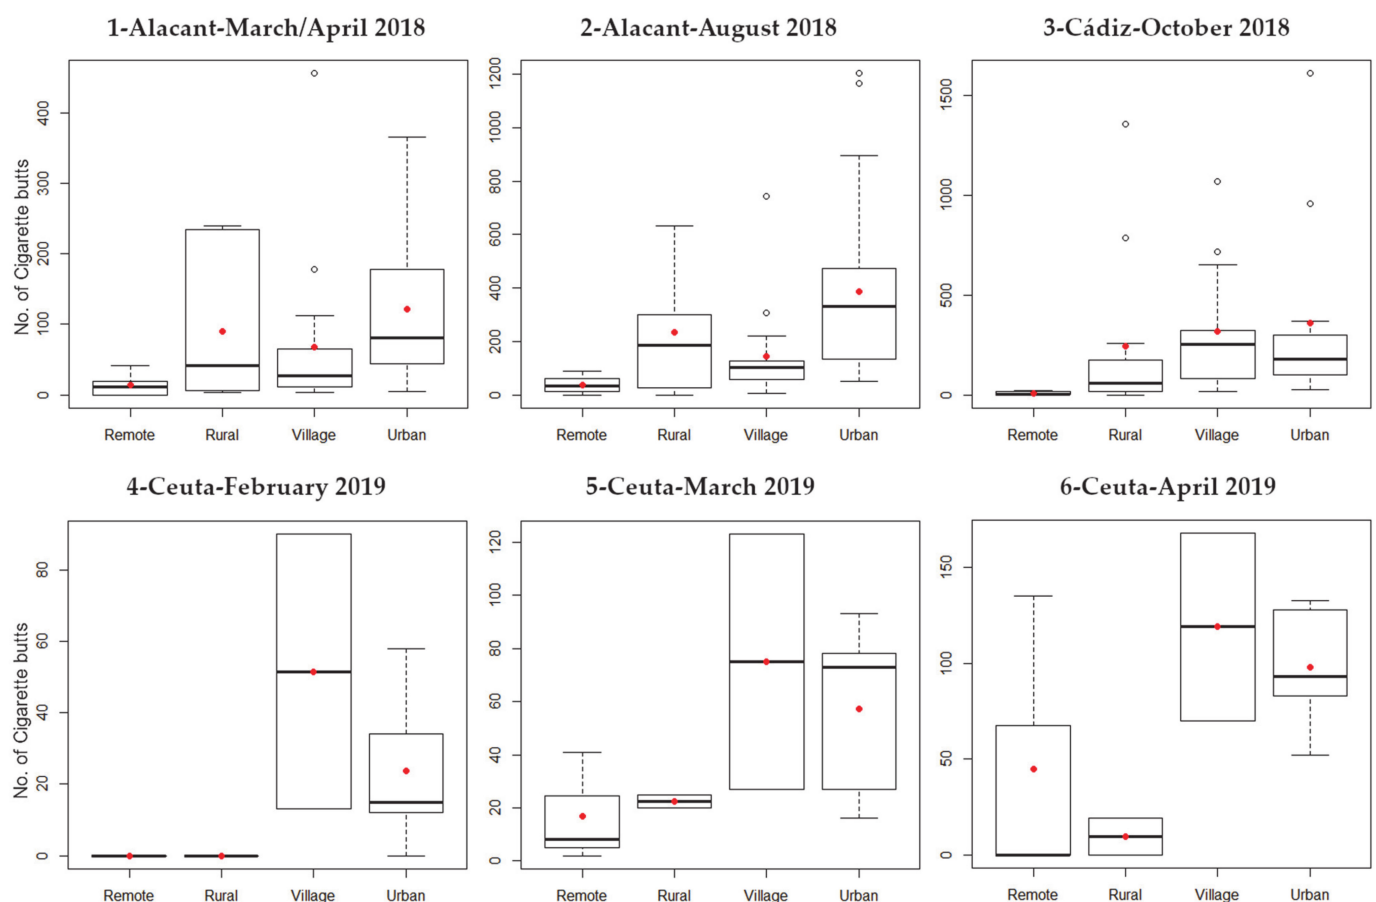 1-Alacant-March/April 2018
2-Alacant-August 2018
3-Cádiz-October 2018
No. of Cigarette butts
400
300
200
100
0
Remote Rural Village Urban
1200
1000
800
600
400
200
0
Remote Rural Village Urban
1500
1000
500
0
Remote Rural Village Urban
4-Ceuta-February 2019
5-Ceuta-March 2019
6-Ceuta-April 2019
No. of Cigarette butts
80
60
40
20
0
Remote Rural Village Urban
120
100
80
60
40
20
0
Remote Rural Village Urban
150
100
50
0
Remote Rural Village Urban